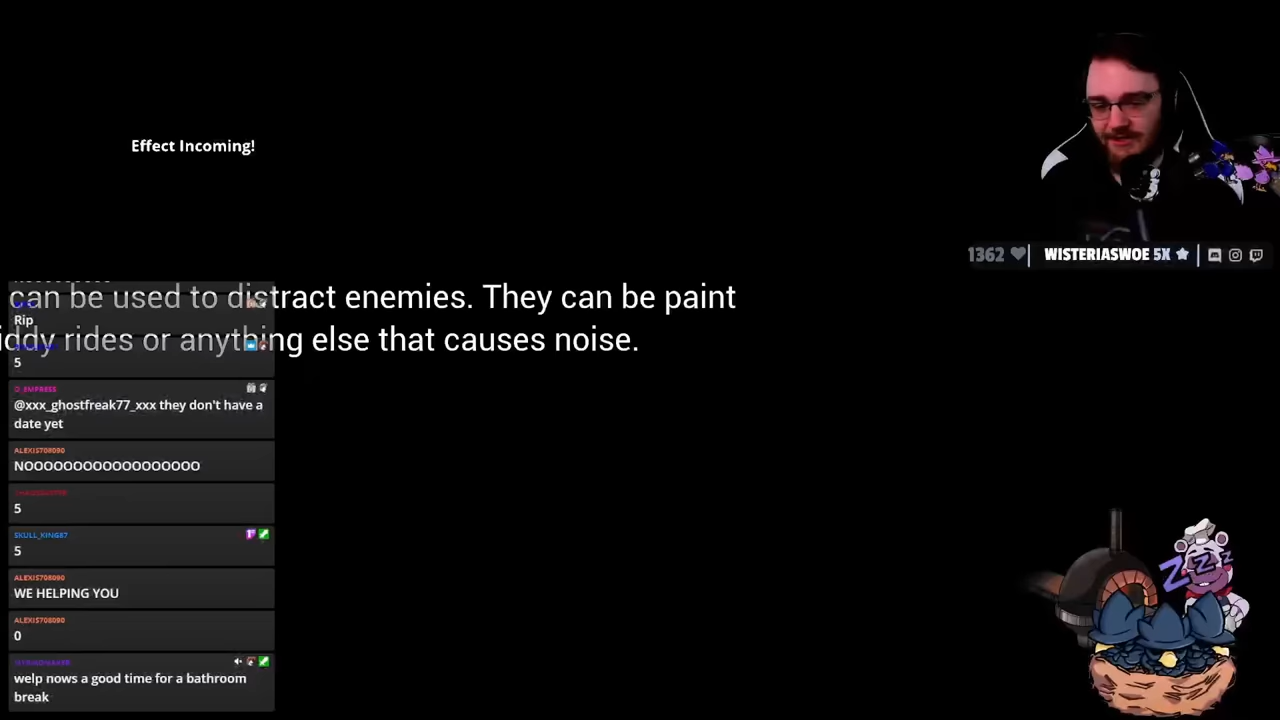 Effect Incoming!
1362
WISTERIASWOE 5X
can be used to distract enemies. They can be paint
iddy rides or anything else that causes noise.
Rip
5
D_EMPRESS
@xxx_ghostfreak77_xxx they don't have a
date yet
ALEXIS708090
NOOOOOOOOOOOOOOOOOO
5
SKULL_KING87
5
ALEXIS708090
WE HELPING YOU
ALEXIS708090
0
welp nows a good time for a bathroom
break
Z Z Z